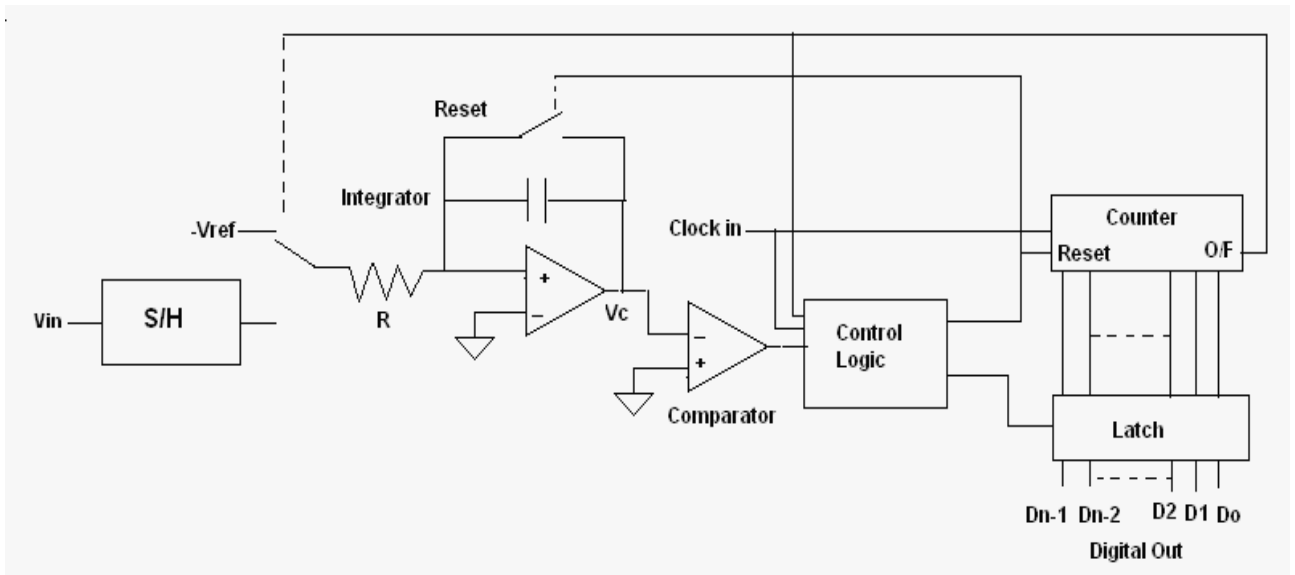 Reset
Integrator
-Vref
Clock in
Counter
Reset
O/F
Vin
S/H
R
+
−
Vc
−
+
Comparator
Control
Logic
Latch
Dn-1
Dn-2
D2
D1
Do
Digital Out